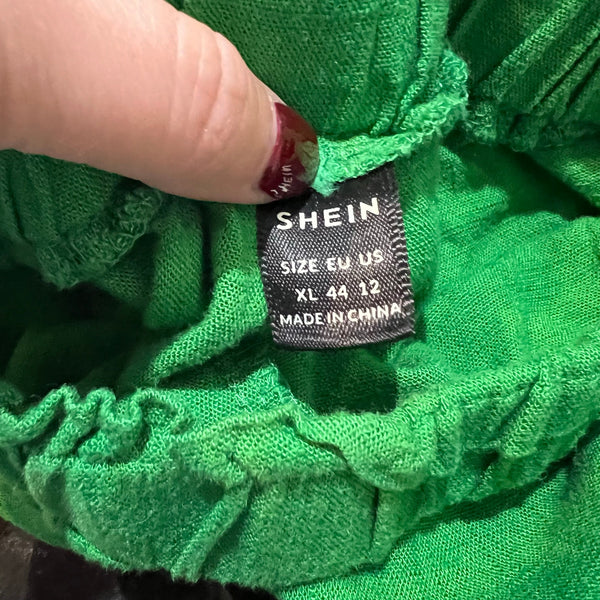 SHEIN
SIZE EU US
XL 44 12
MADE IN CHINA